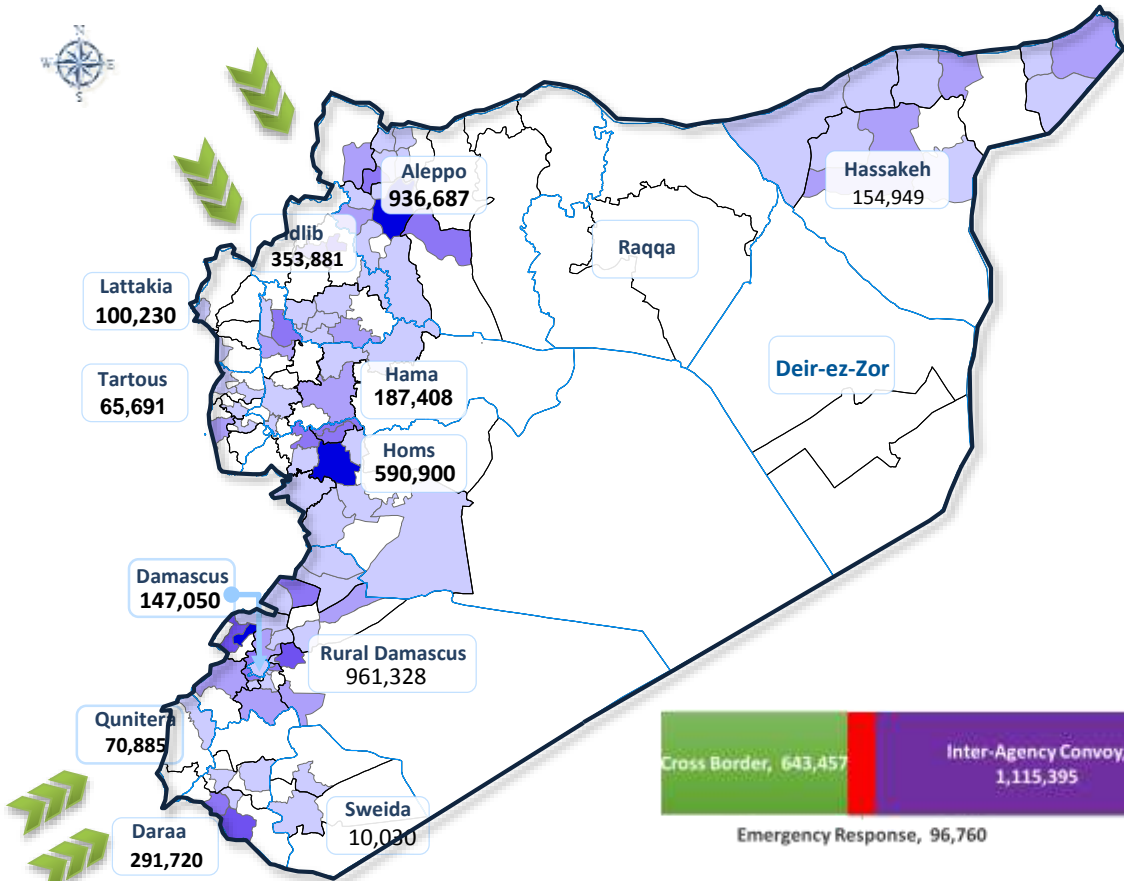 N
W E
S
Aleppo
936,687
Hassakeh
154,949
Idlib
353,881
Raqqa
Lattakia
100,230
Deir-ez-Zor
Tartous
65,691
Hama
187,408
Homs
590,900
Damascus
147,050
Rural Damascus
961,328
Qunitera
70,885
Cross Border, 643,457
Inter-Agency Convoy,
1,115,395
Sweida
10,030
Emergency Response, 96,760
Daraa
291,720